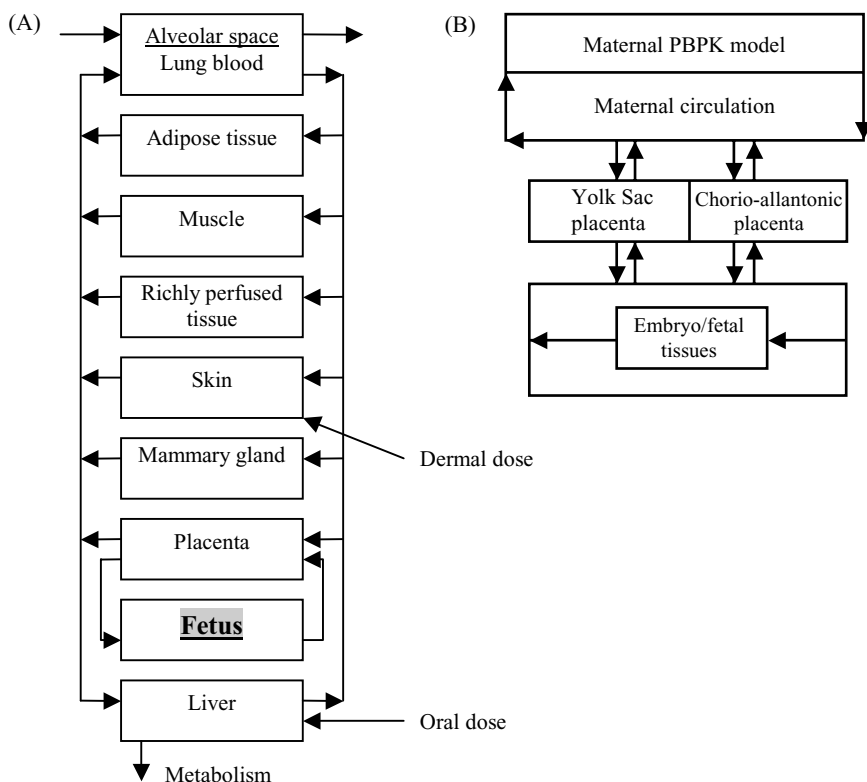 (A)
Alveolar space
Lung blood
Adipose tissue
Muscle
Richly perfused
tissue
Skin
Dermal dose
Mammary gland
Placenta
Fetus
Liver
Oral dose
Metabolism
(B)
Maternal PBPK model
Maternal circulation
Yolk Sac
placenta
Chorio-allantonic
placenta
Embryo/fetal
tissues